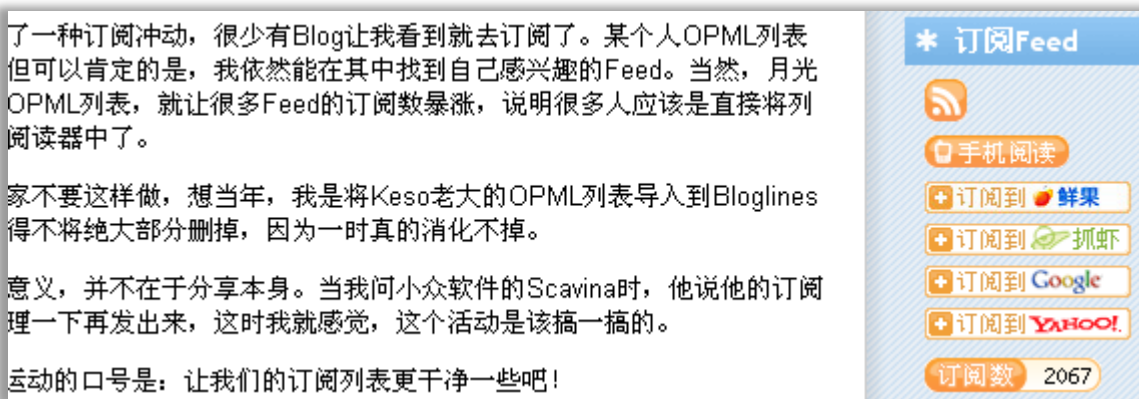 了一种订阅冲动，很少有Blog让我看到就去订阅了。某个人OPML列表
但可以肯定的是，我依然能在其中找到自己感兴趣的Feed。当然，月光
OPML列表，就让很多Feed的订阅数暴涨，说明很多人应该是直接将列
阅读器中了。
家不要这样做，想当年，我是将Keso老大的OPML列表导入到Bloglines
得不将绝大部分删掉，因为一时真的消化不掉。
意义，并不在于分享本身。当我问小众软件的Scavina时，他说他的订阅
理一下再发出来，这时我就感觉，这个活动是该搞一搞的。
运动的口号是：让我们的订阅列表更干净一些吧！
* 订阅Feed
手机阅读
订阅到 鲜果
订阅到 抓虾
订阅到 Google
订阅到 YAHOO!
订阅数 2067